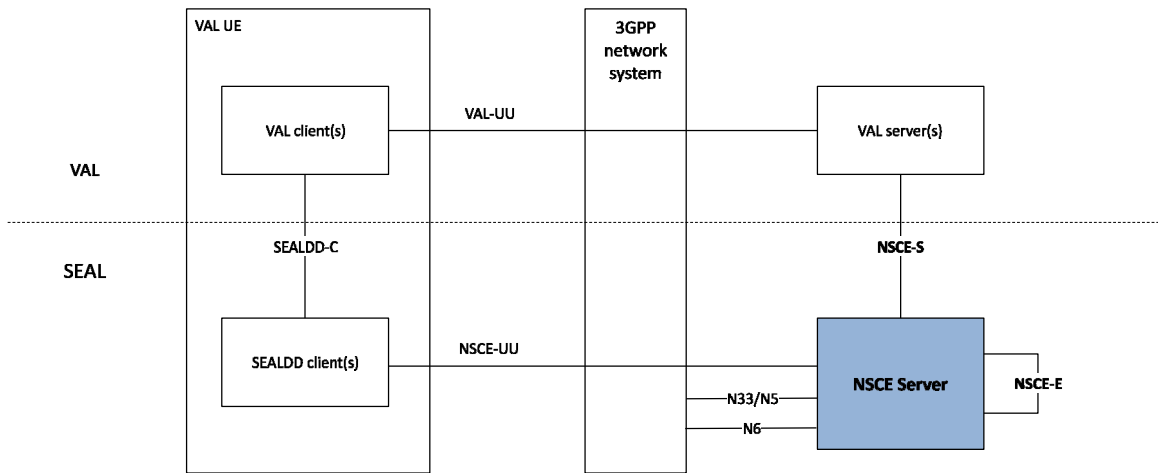 VAL UE
3GPP
network
system
VAL-UU
VAL client(s)
VAL server(s)
VAL
SEALDD-C
NSCE-S
SEAL
NSCE-UU
SEALDD client(s)
NSCE Server
NSCE-E
N33/N5
N6